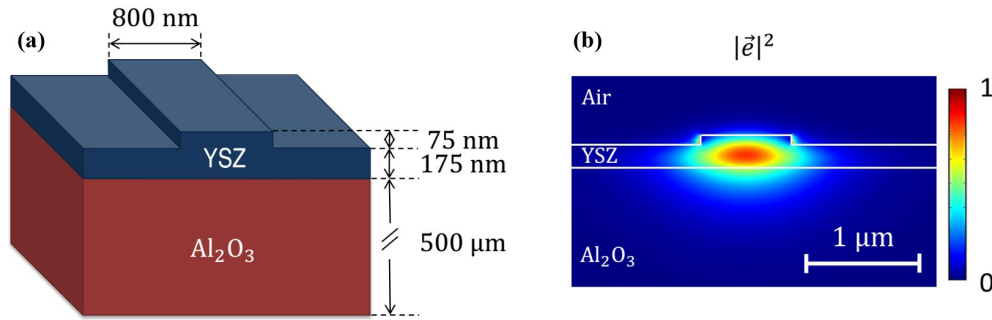 (a)
800 nm
75 nm
YSZ
175 nm
Al₂O₃
500 μm
(b)
|e⃗|²
Air
YSZ
Al₂O₃
1 μm
1
0